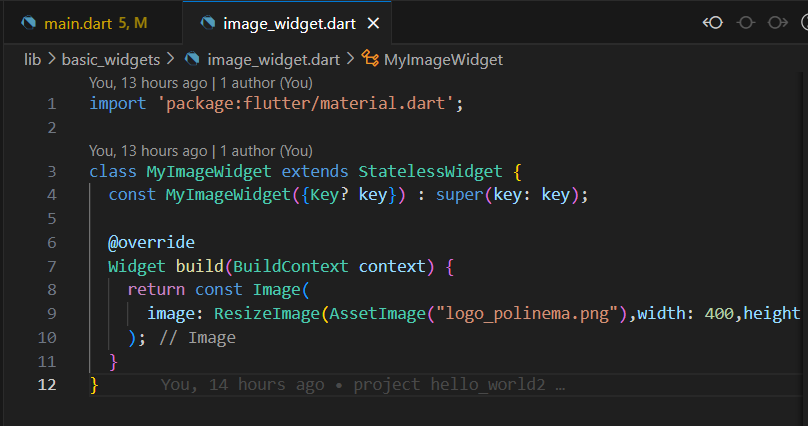 main.dart 5, M image_widget.dart
lib > basic_widgets > image_widget.dart > MyImageWidget
You, 13 hours ago | 1 author (You)
1 import 'package:flutter/material.dart';
2
You, 13 hours ago | 1 author (You)
3 class MyImageWidget extends StatelessWidget {
4 const MyImageWidget({Key? key}) : super(key: key);
5
6 @override
7 Widget build(BuildContext context) {
8 return const Image(
9 image: ResizeImage(AssetImage("logo_polinema.png"),width: 400,height
10 ); // Image
11 }
12 } You, 14 hours ago • project hello_world2 …